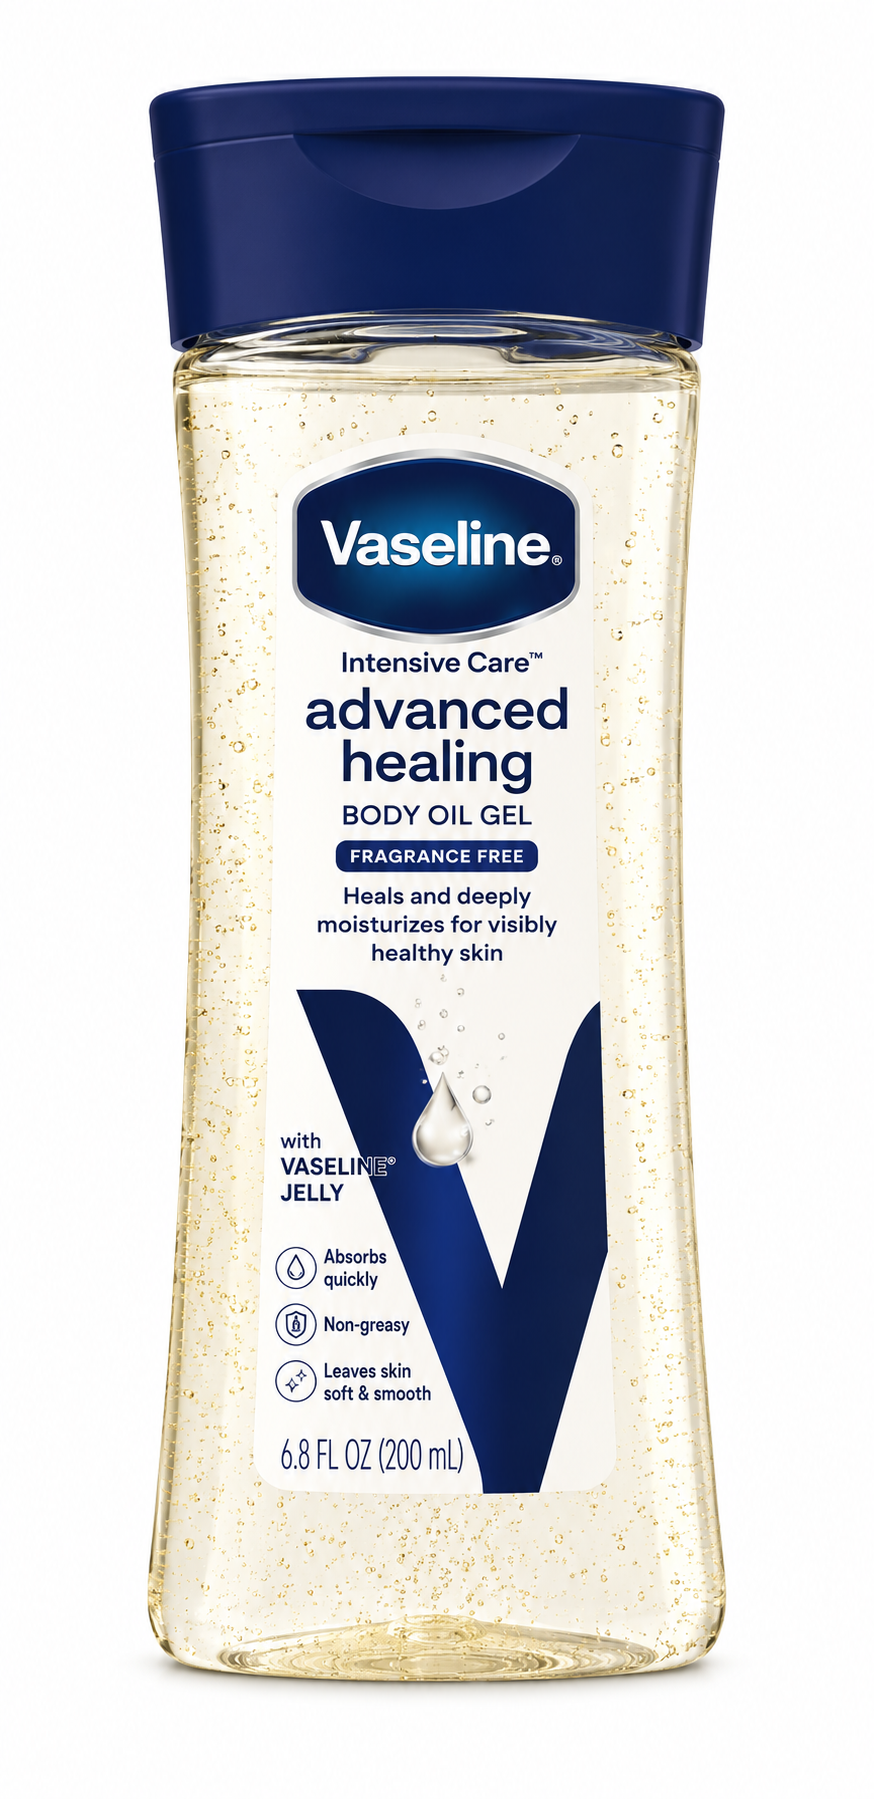 Vaseline®
Intensive Care™
advanced
healing
BODY OIL GEL
FRAGRANCE FREE
Heals and deeply
moisturizes for visibly
healthy skin
with
VASELINE®
JELLY
Absorbs
quickly
Non-greasy
Leaves skin
soft & smooth
6.8 FL OZ (200 mL)